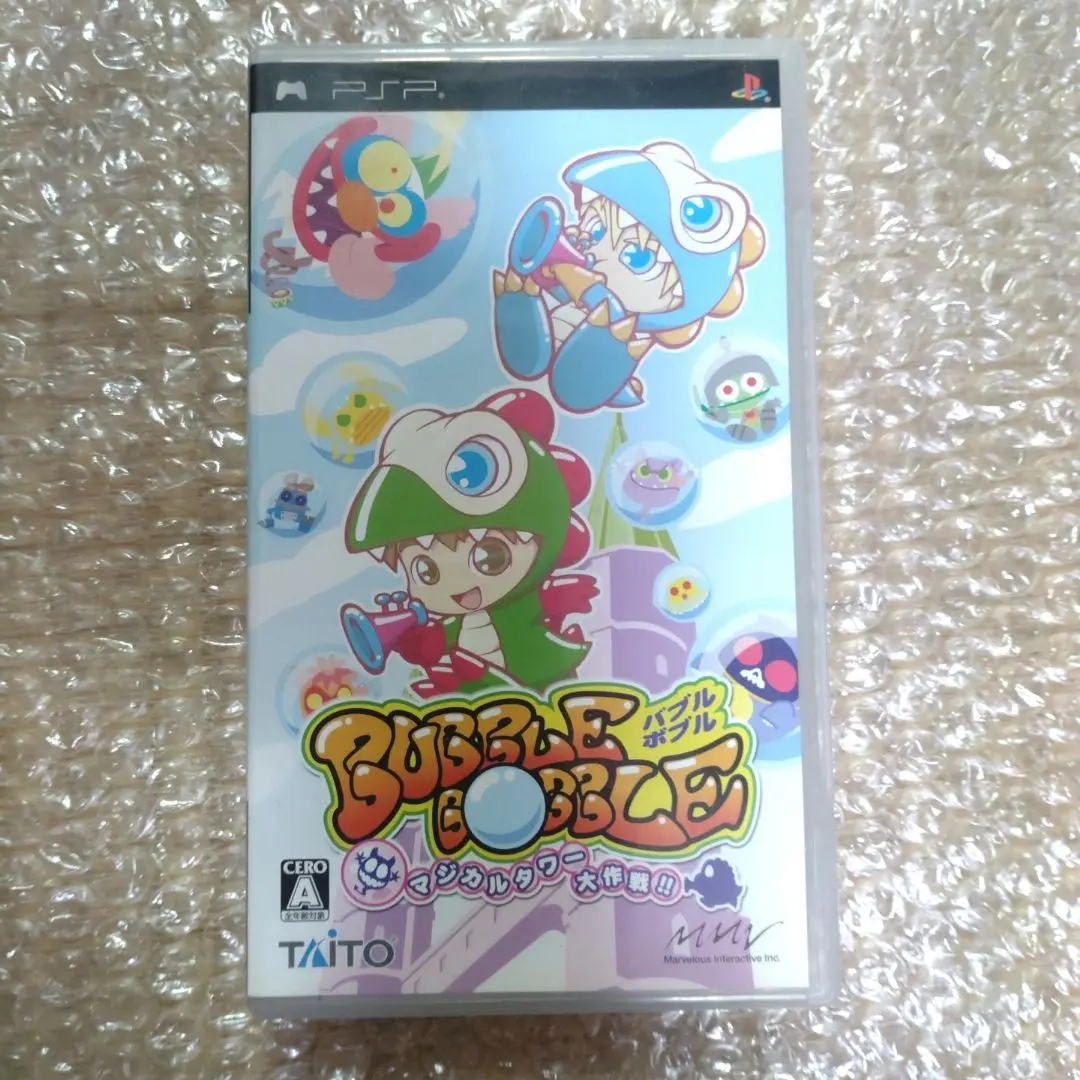 PSP
BUBBLE
バブル
ボブル
BOBBLE
マジカルタワー大作戦!!
CERO
A
全年齢対象
TAITO
MMV
Marvelous Interactive Inc.